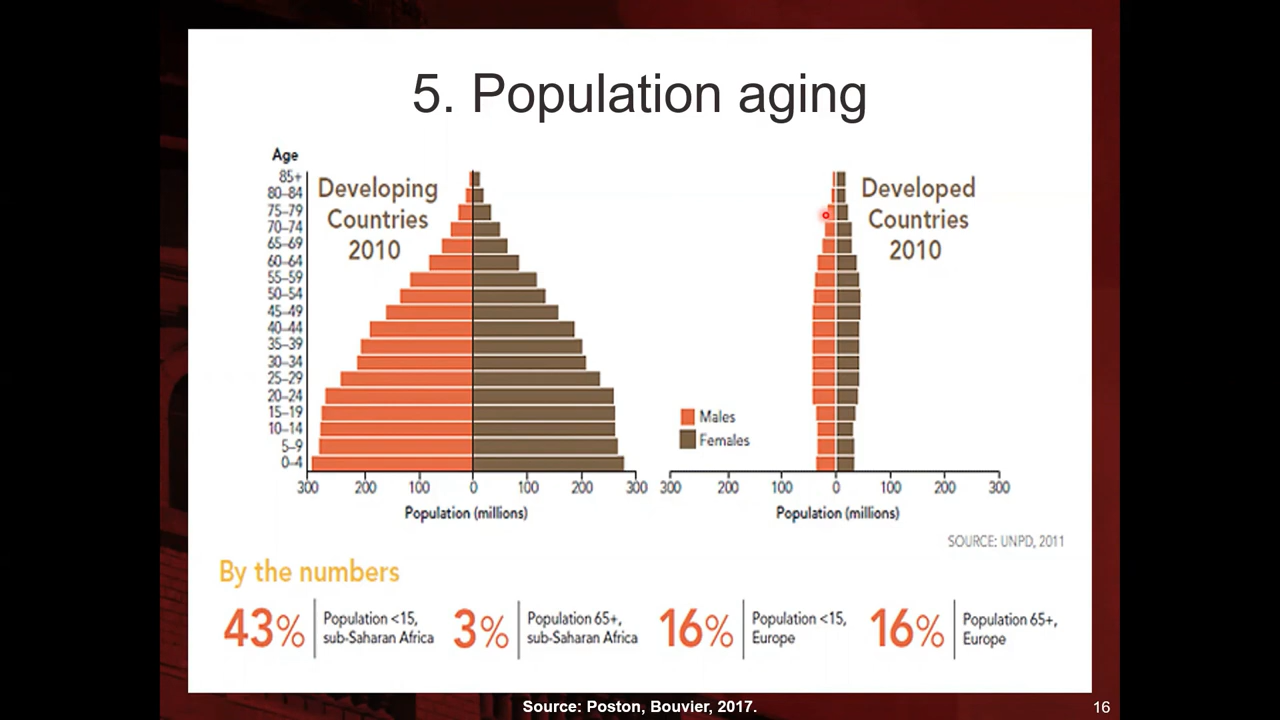 5. Population aging
Age
85+
80–84
75–79
70–74
65–69
60–64
55–59
50–54
45–49
40–44
35–39
30–34
25–29
20–24
15–19
10–14
5–9
0–4
Developing
Countries
2010
300 200 100 0 100 200 300
Population (millions)
Developed
Countries
2010
Males
Females
300 200 100 0 100 200 300
Population (millions)
SOURCE: UNPD, 2011
By the numbers
43%
Population <15,
sub-Saharan Africa
3%
Population 65+,
sub-Saharan Africa
16%
Population <15,
Europe
16%
Population 65+,
Europe
Source: Poston, Bouvier, 2017.
16